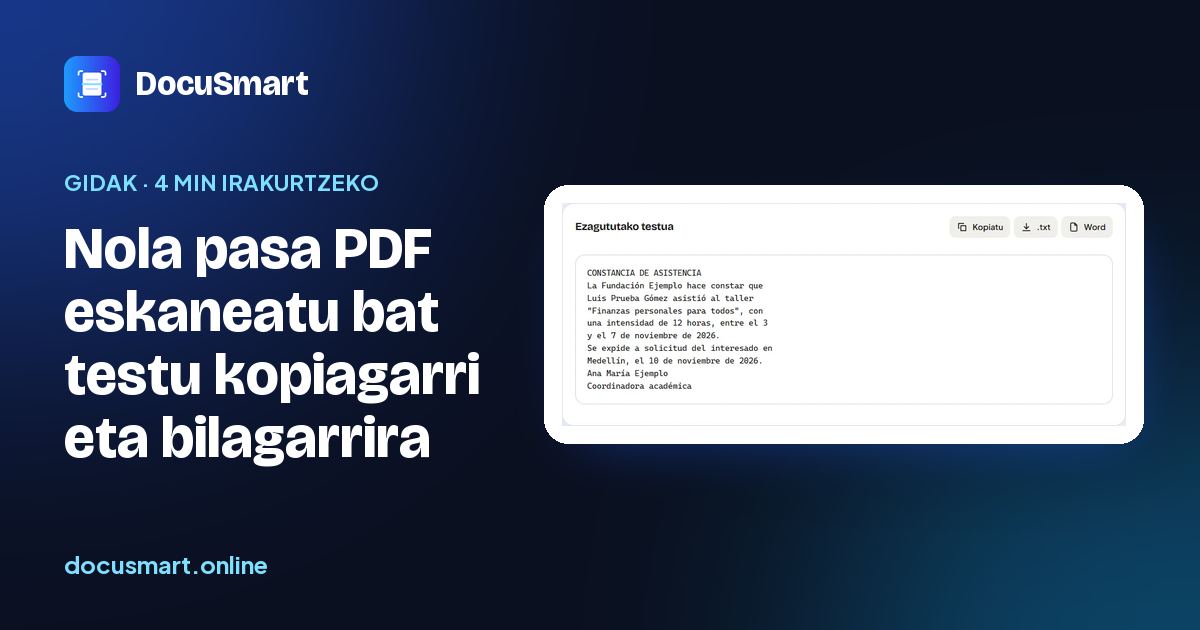 DocuSmart
GIDAK · 4 MIN IRAKURTZEKO
Nola pasa PDF
eskaneatu bat
testu kopiagarri
eta bilagarrira
docusmart.online
Ezagututako testua
Kopiatu
.txt
Word
CONSTANCIA DE ASISTENCIA
La Fundación Ejemplo hace constar que
Luis Prueba Gómez asistió al taller
"Finanzas personales para todos", con
una intensidad de 12 horas, entre el 3
y el 7 de noviembre de 2026.
Se expide a solicitud del interesado en
Medellín, el 10 de noviembre de 2026.
Ana María Ejemplo
Coordinadora académica